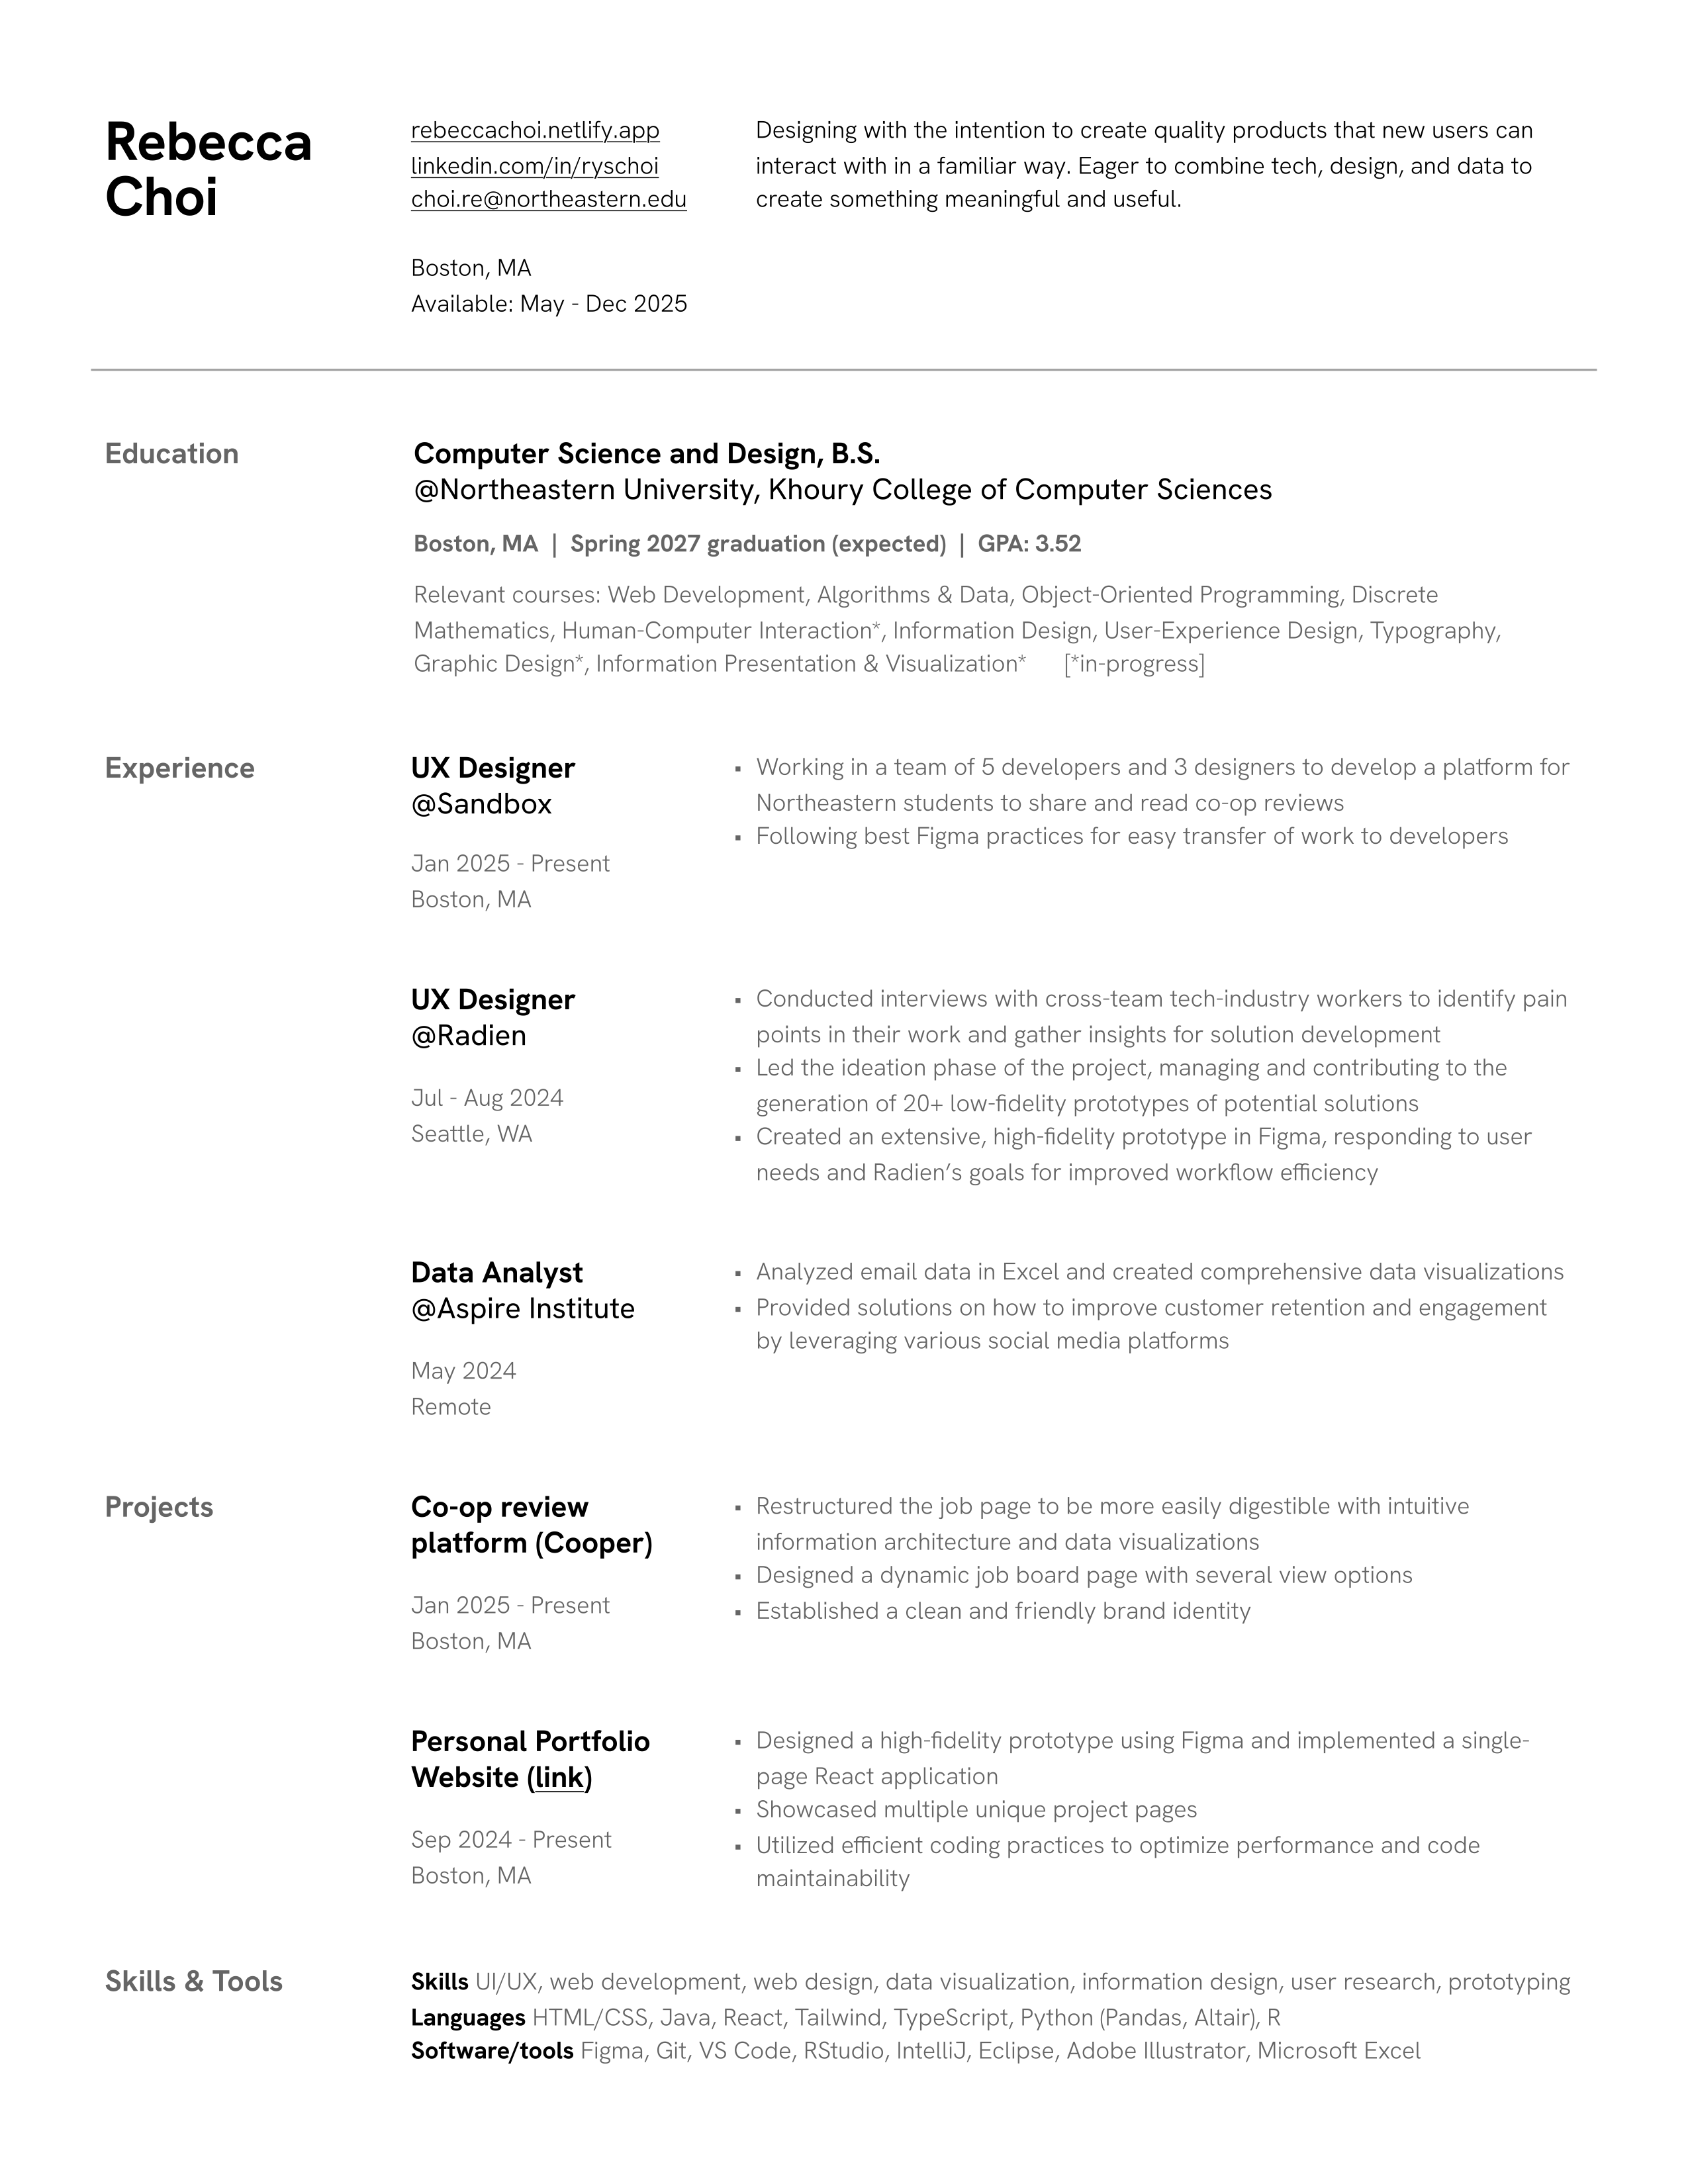 Rebecca
Choi
rebeccachoi.netlify.app
linkedin.com/in/ryschoi
choi.re@northeastern.edu
Boston, MA
Available: May - Dec 2025
Designing with the intention to create quality products that new users can
interact with in a familiar way. Eager to combine tech, design, and data to
create something meaningful and useful.
Education
Computer Science and Design, B.S.
@Northeastern University, Khoury College of Computer Sciences
Boston, MA | Spring 2027 graduation (expected) | GPA: 3.52
Relevant courses: Web Development, Algorithms & Data, Object-Oriented Programming, Discrete
Mathematics, Human-Computer Interaction*, Information Design, User-Experience Design, Typography,
Graphic Design*, Information Presentation & Visualization* [*in-progress]
Experience
UX Designer
@Sandbox
Jan 2025 - Present
Boston, MA
▪ Working in a team of 5 developers and 3 designers to develop a platform for
Northeastern students to share and read co-op reviews
▪ Following best Figma practices for easy transfer of work to developers
UX Designer
@Radien
Jul - Aug 2024
Seattle, WA
▪ Conducted interviews with cross-team tech-industry workers to identify pain
points in their work and gather insights for solution development
▪ Led the ideation phase of the project, managing and contributing to the
generation of 20+ low-fidelity prototypes of potential solutions
▪ Created an extensive, high-fidelity prototype in Figma, responding to user
needs and Radien’s goals for improved workflow efficiency
Data Analyst
@Aspire Institute
May 2024
Remote
▪ Analyzed email data in Excel and created comprehensive data visualizations
▪ Provided solutions on how to improve customer retention and engagement
by leveraging various social media platforms
Projects
Co-op review
platform (Cooper)
Jan 2025 - Present
Boston, MA
▪ Restructured the job page to be more easily digestible with intuitive
information architecture and data visualizations
▪ Designed a dynamic job board page with several view options
▪ Established a clean and friendly brand identity
Personal Portfolio
Website (link)
Sep 2024 - Present
Boston, MA
▪ Designed a high-fidelity prototype using Figma and implemented a single-
page React application
▪ Showcased multiple unique project pages
▪ Utilized efficient coding practices to optimize performance and code
maintainability
Skills & Tools
Skills UI/UX, web development, web design, data visualization, information design, user research, prototyping
Languages HTML/CSS, Java, React, Tailwind, TypeScript, Python (Pandas, Altair), R
Software/tools Figma, Git, VS Code, RStudio, IntelliJ, Eclipse, Adobe Illustrator, Microsoft Excel